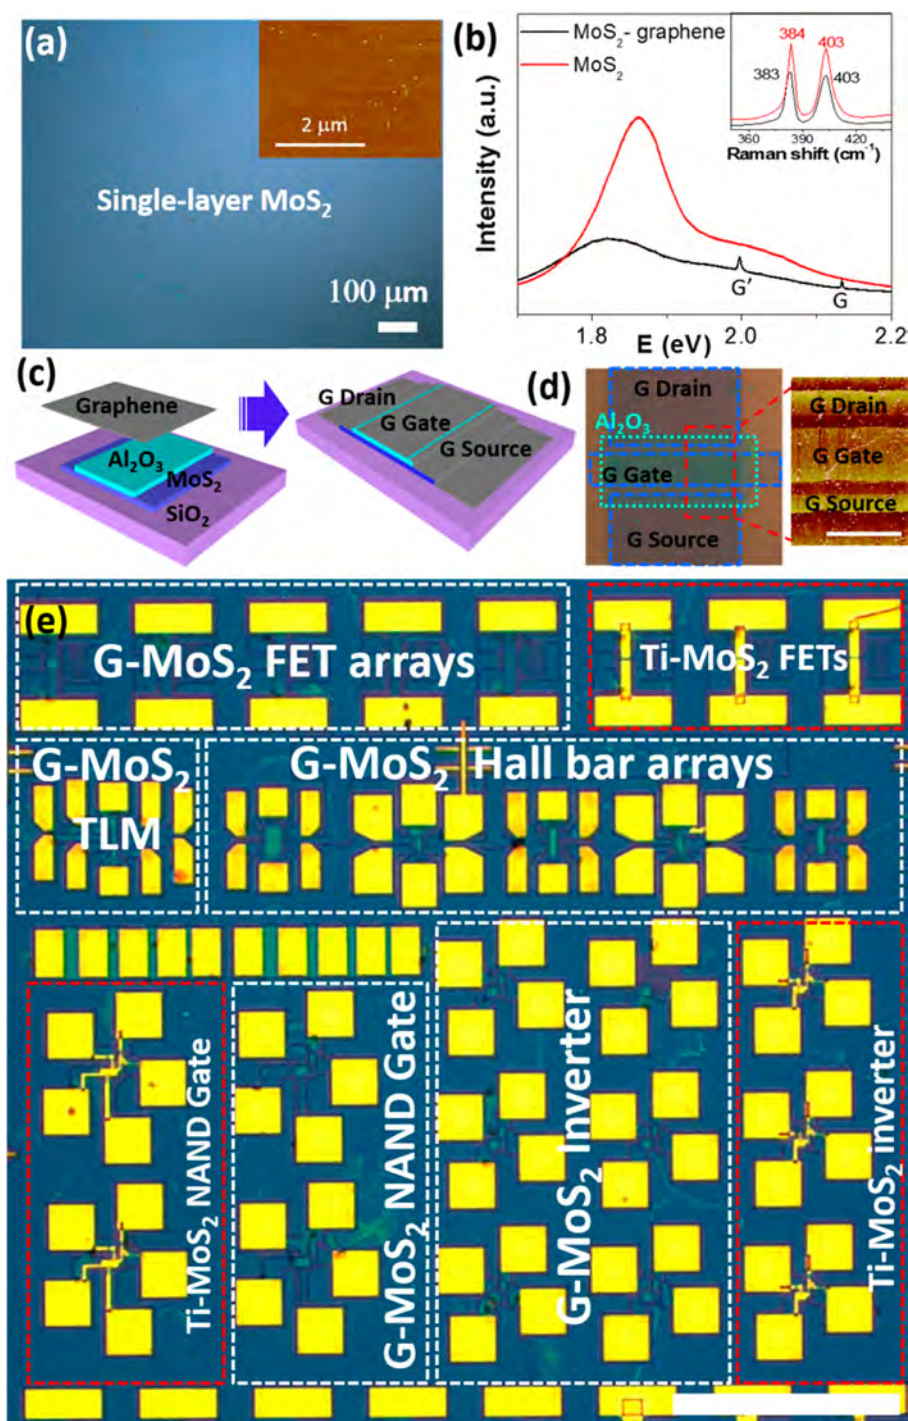 (a)
2 μm
Single-layer MoS₂
100 μm
(b)
MoS₂- graphene
MoS₂
Intensity (a.u.)
384
403
383
403
360 390 420
Raman shift (cm⁻¹)
G'
G
1.8 2.0 2.2
E (eV)
(c)
Graphene
Al₂O₃
MoS₂
SiO₂
G Drain
G Gate
G Source
(d)
G Drain
Al₂O₃
G Gate
G Source
G Drain
G Gate
G Source
(e)
G-MoS₂ FET arrays
Ti-MoS₂ FETs
G-MoS₂
TLM
G-MoS₂ Hall bar arrays
Ti-MoS₂ NAND Gate
G-MoS₂ NAND Gate
G-MoS₂ inverter
Ti-MoS₂ inverter